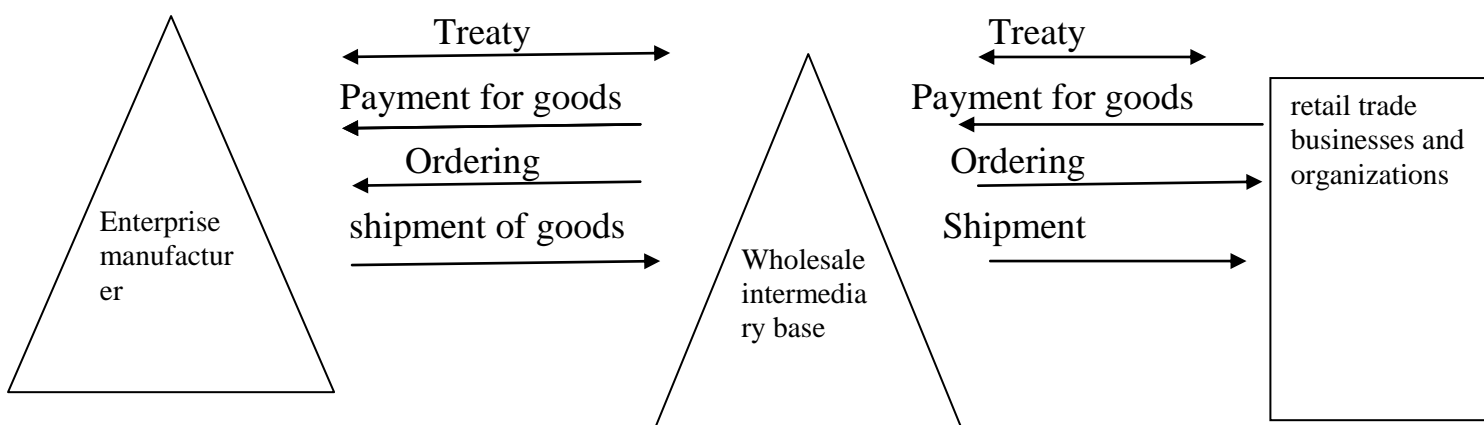 Treaty
Payment for goods
Ordering
shipment of goods
Enterprise
manufactur
er
Treaty
Payment for goods
Ordering
Shipment
Wholesale
intermedia
ry base
retail trade
businesses and
organizations